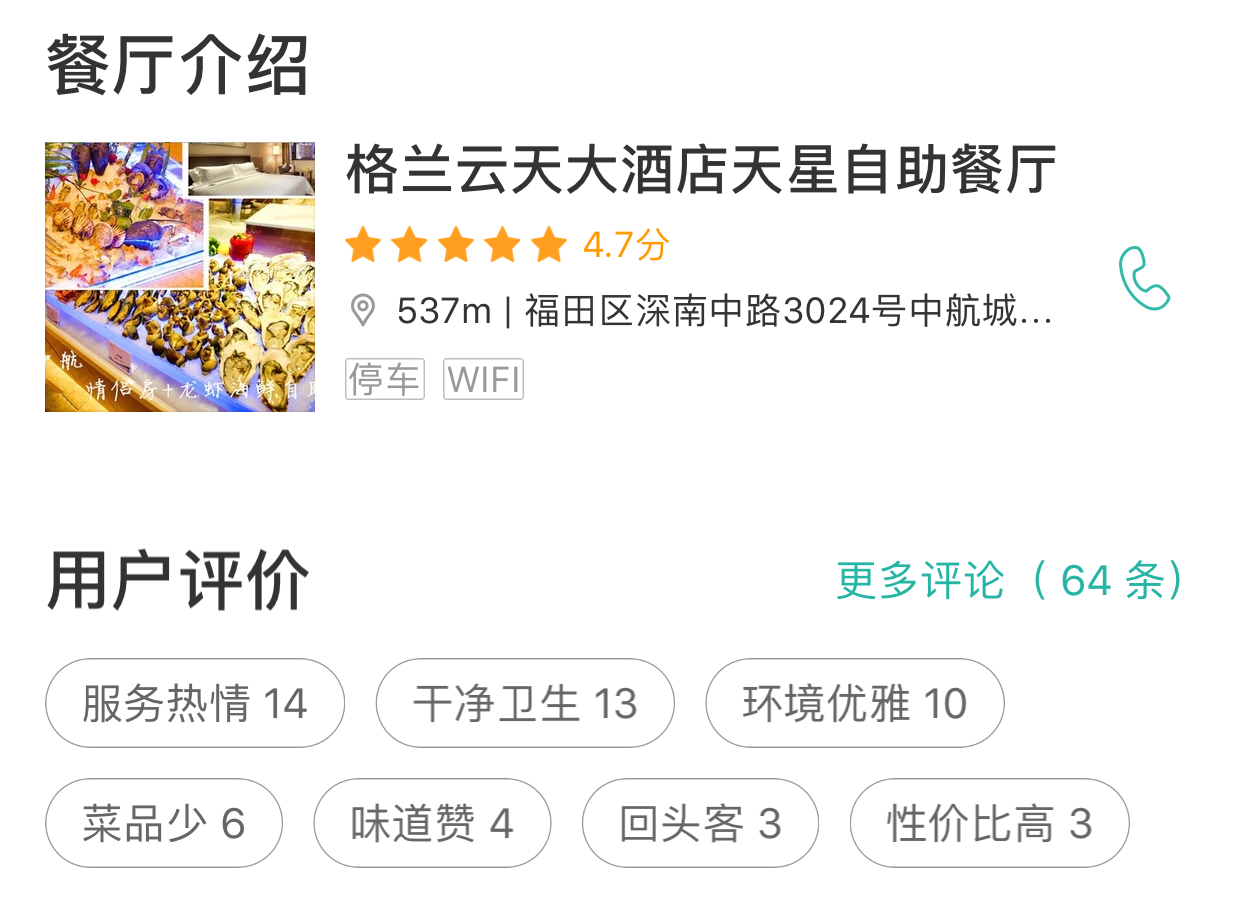 餐厅介绍
格兰云天大酒店天星自助餐厅
4.7分
537m | 福田区深南中路3024号中航城...
停车 WIFI
航
情侣房+龙虾海鲜自助
用户评价 更多评论（64 条）
服务热情 14 干净卫生 13 环境优雅 10
菜品少 6 味道赞 4 回头客 3 性价比高 3